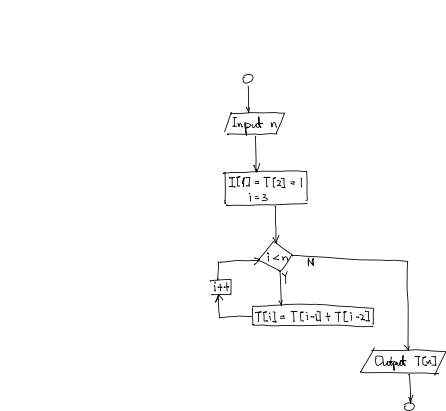 Input n
T[1] = T[2] = 1
i = 3
i < n
N
Y
i++
T[i] = T[i-1] + T[i-2]
Output T[n]